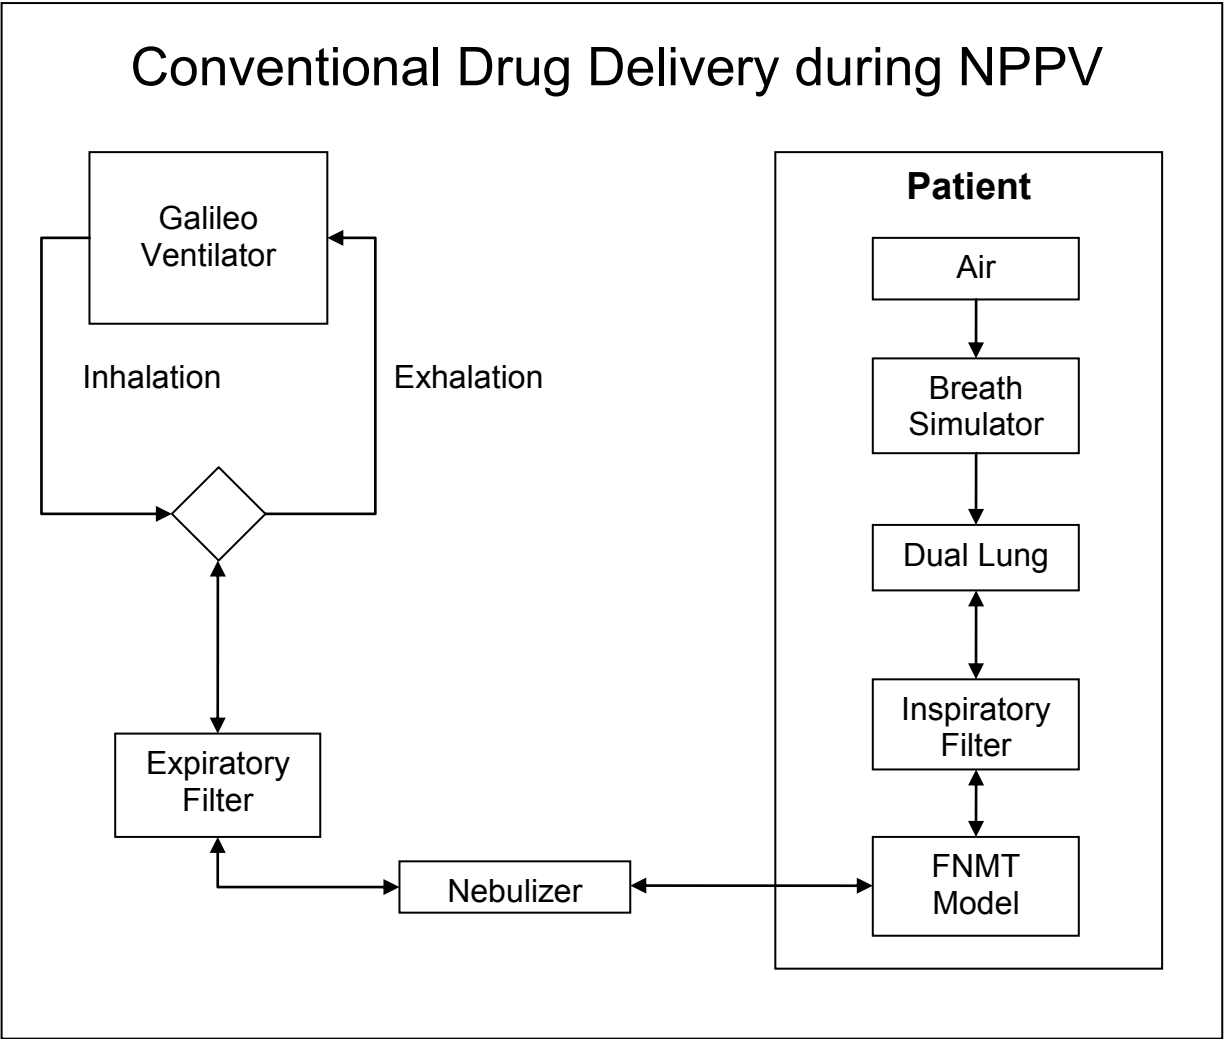 Conventional Drug Delivery during NPPV
Galileo
Ventilator
Inhalation
Exhalation
Expiratory
Filter
Nebulizer
Patient
Air
Breath
Simulator
Dual Lung
Inspiratory
Filter
FNMT
Model